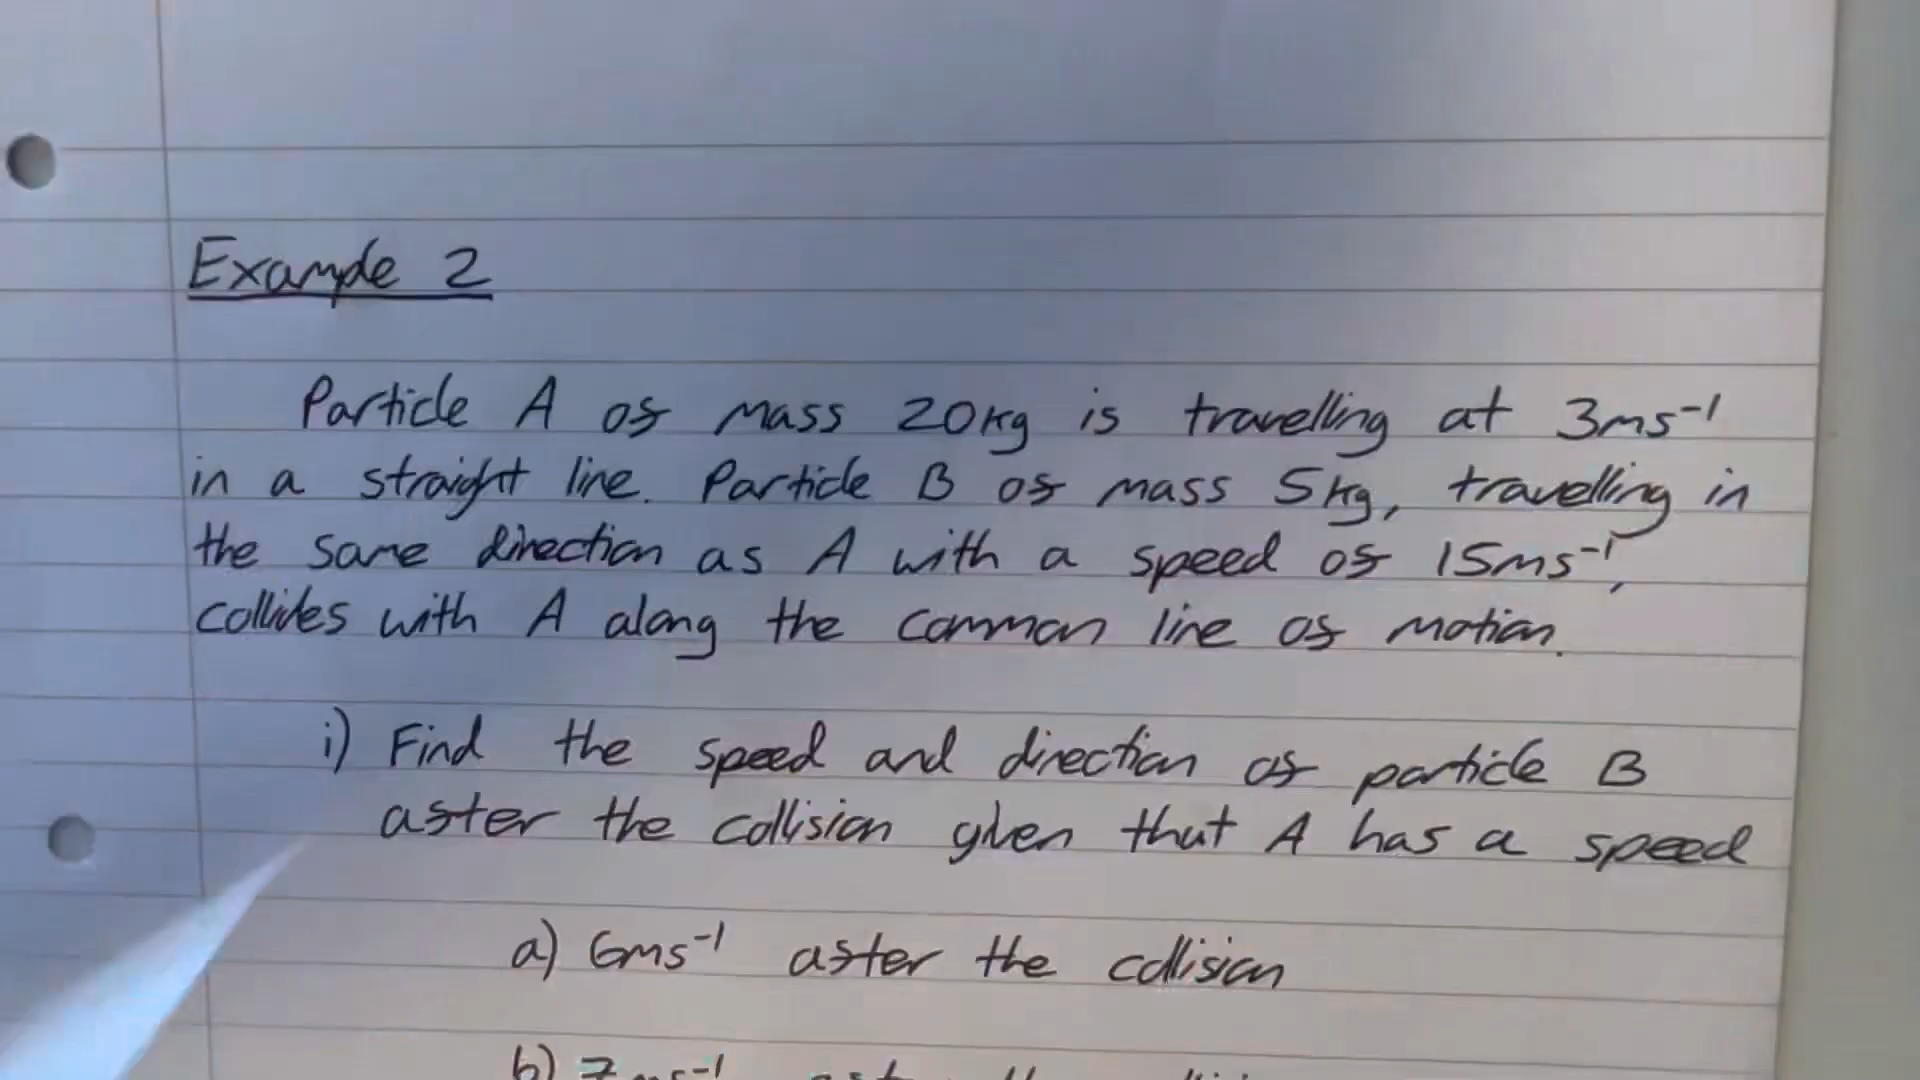 Example 2
Particle A of mass 20kg is travelling at 3ms⁻¹
in a straight line. Particle B of mass 5kg, travelling in
the same direction as A with a speed of 15ms⁻¹,
collides with A along the common line of motion.
i) Find the speed and direction of particle B
after the collision given that A has a speed
a) 6ms⁻¹ after the collision
b) 7ms⁻¹